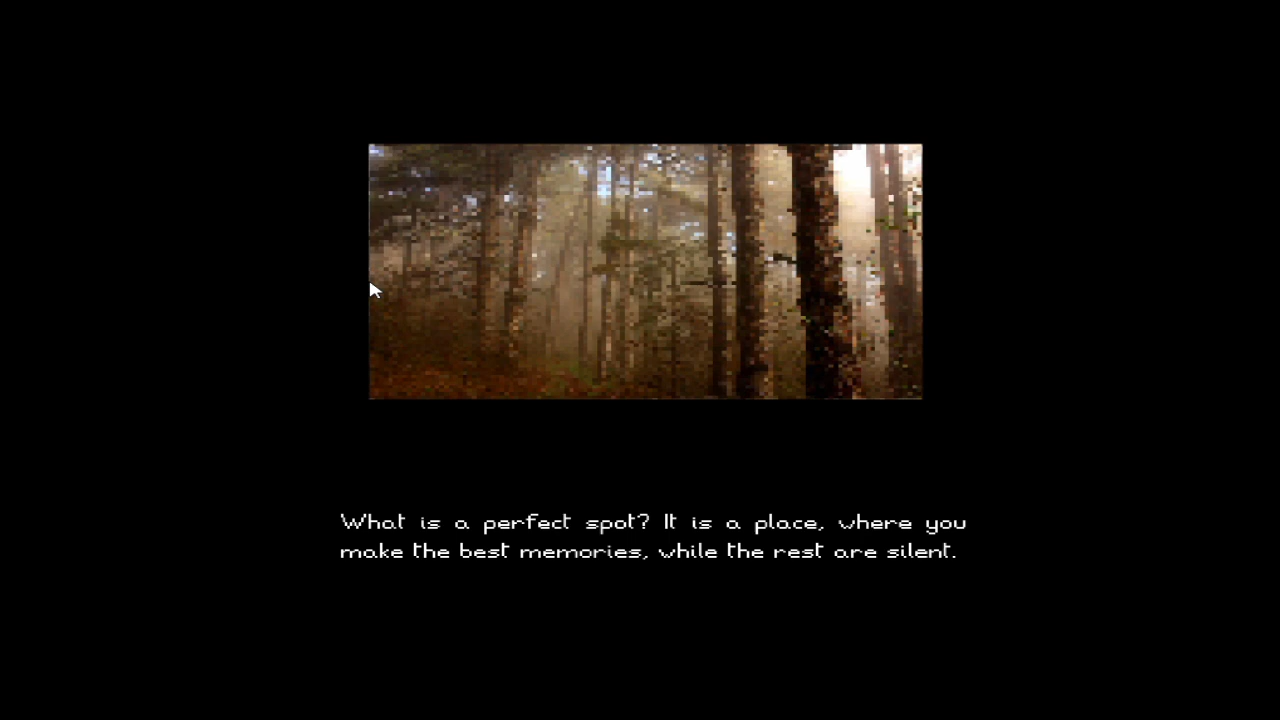 What is a perfect spot? It is a place, where you
make the best memories, while the rest are silent.